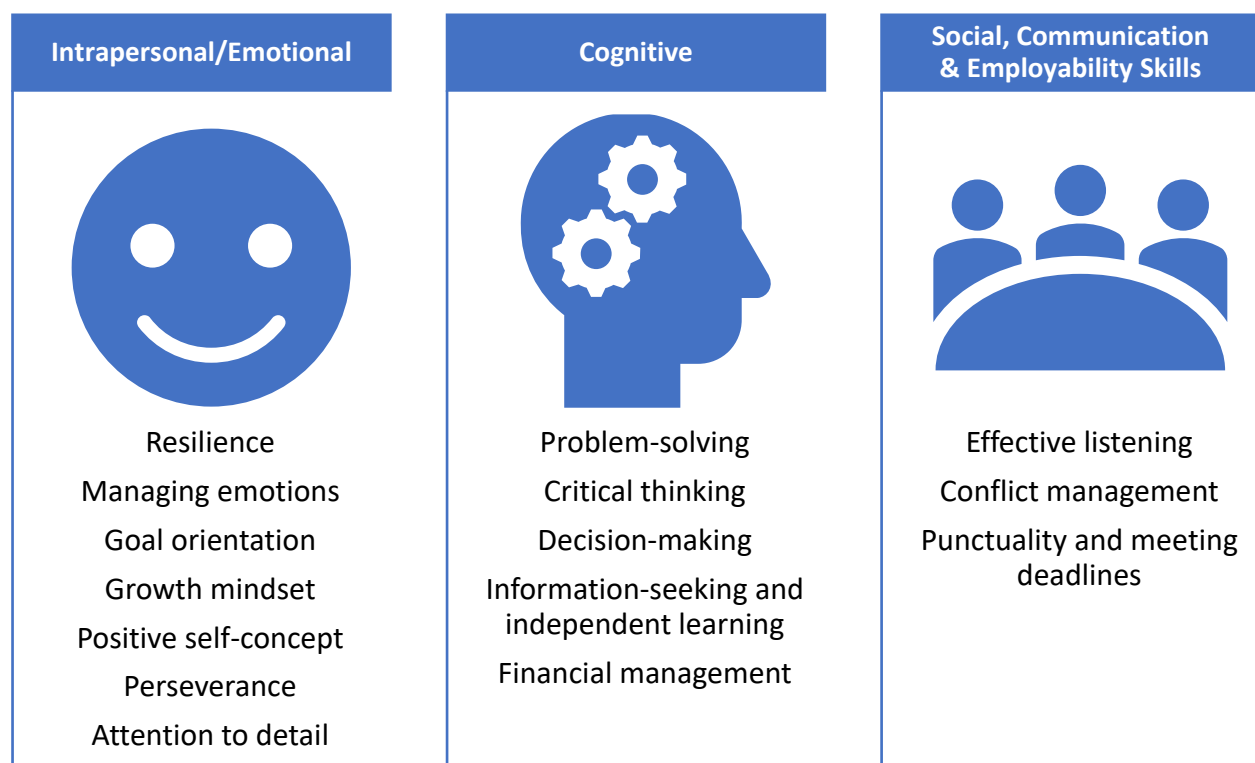 Intrapersonal/Emotional
Resilience
Managing emotions
Goal orientation
Growth mindset
Positive self-concept
Perseverance
Attention to detail
Cognitive
Problem-solving
Critical thinking
Decision-making
Information-seeking and
independent learning
Financial management
Social, Communication
& Employability Skills
Effective listening
Conflict management
Punctuality and meeting
deadlines